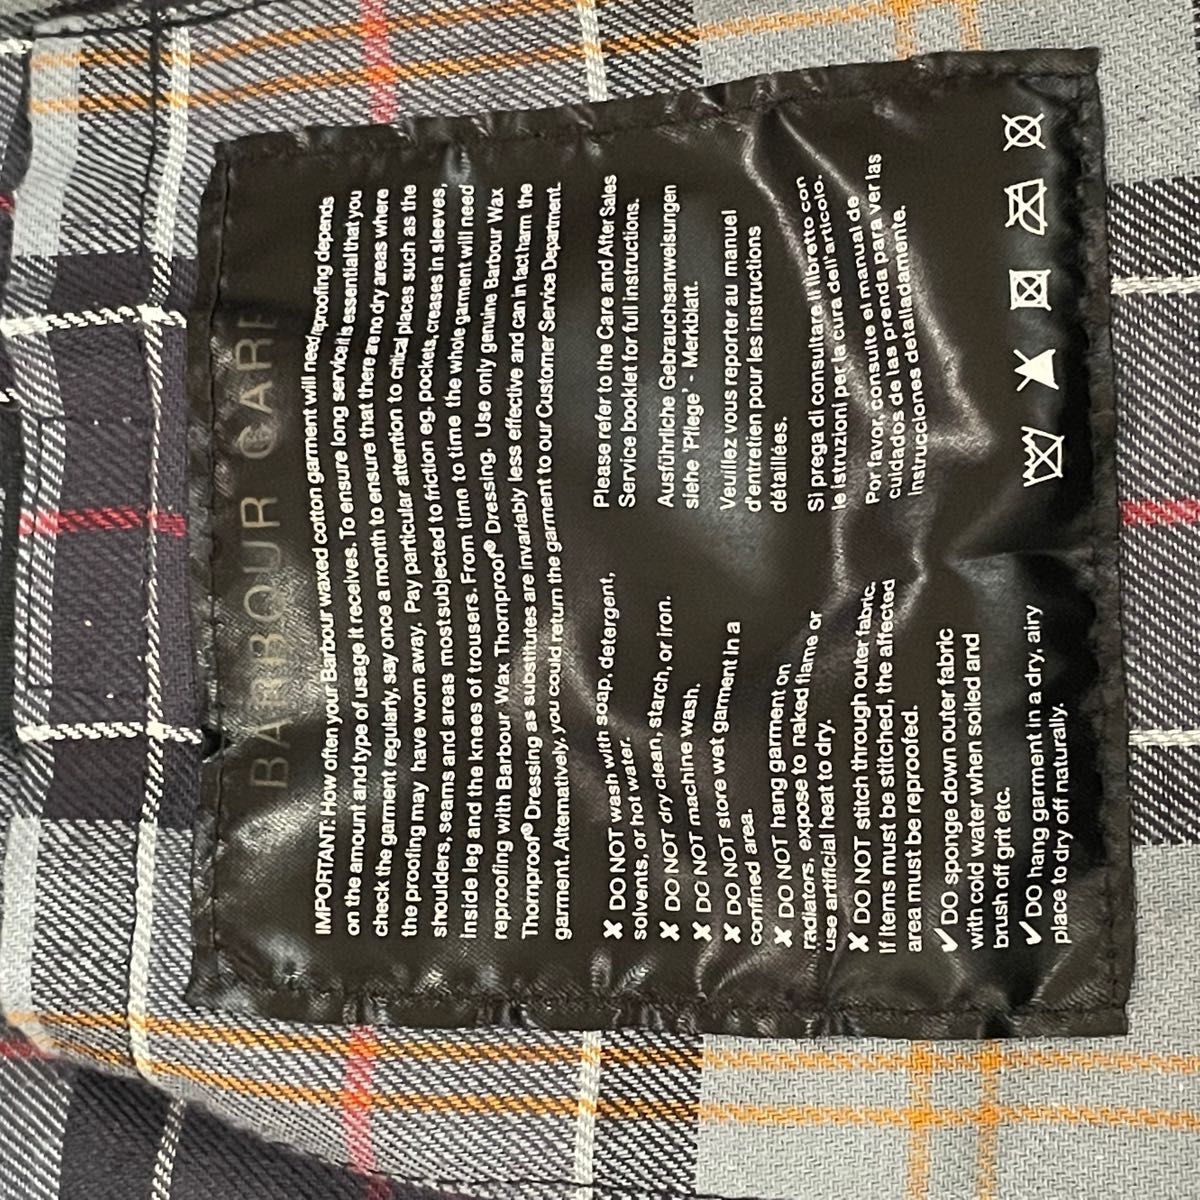 BARBOUR CARE
IMPORTANT: How often your Barbour waxed cotton garment will need reproofing depends
on the amount and type of usage it receives. To ensure long service it is essential that you
check the garment regularly, say once a month to ensure that there are no dry areas where
the proofing may have worn away. Pay particular attention to critical places such as the
shoulders, seams and areas most subjected to friction eg. pockets, creases in sleeves,
inside leg and the knees of trousers. From time to time the whole garment will need
reproofing with Barbour Wax Thornproof® Dressing. Use only genuine Barbour Wax
Thornproof® Dressing as substitutes are invariably less effective and can in fact harm the
garment. Alternatively, you could return the garment to our Customer Service Department.
✘ DO NOT wash with soap, detergent,
solvents, or hot water.
✘ DO NOT dry clean, starch, or iron.
✘ DO NOT machine wash.
✘ DO NOT store wet garment in a
confined area.
✘ DO NOT hang garment on
radiators, expose to naked flame or
use artificial heat to dry.
✘ DO NOT stitch through outer fabric.
If items must be stitched, the affected
area must be reproofed.
✔ DO sponge down outer fabric
with cold water when soiled and
brush off grit etc.
✔ DO hang garment in a dry, airy
place to dry off naturally.
Please refer to the Care and After Sales
Service booklet for full instructions.
Ausführliche Gebrauchsanweisungen
siehe 'Pflege' - Merkblatt.
Veuillez vous reporter au manuel
d'entretien pour les instructions
détaillées.
Si prega di consultare il libretto con
le istruzioni per la cura dell'articolo.
Por favor, consulte el manual de
cuidados de las prenda para ver las
instrucciones detalladamente.